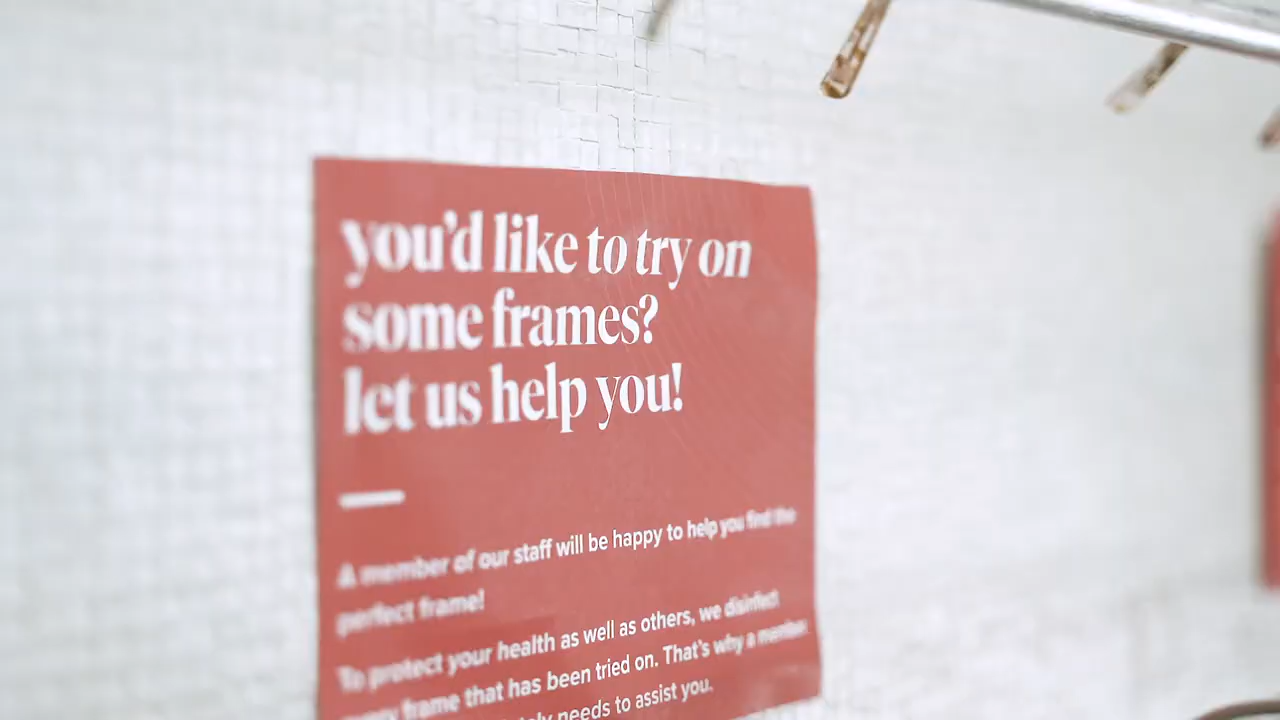 you'd like to try on
some frames?
let us help you!
A member of our staff will be happy to help you find the
perfect frame!
To protect your health as well as others, we disinfect
every frame that has been tried on. That's why a member
needs to assist you.